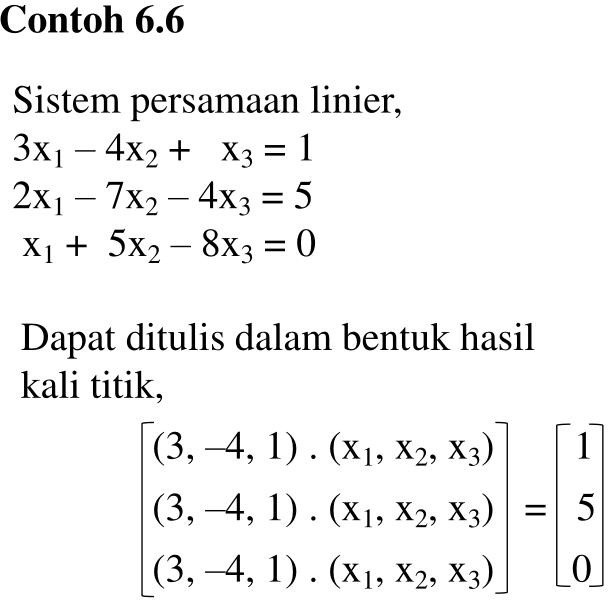 Contoh 6.6
Sistem persamaan linier,
3x₁ – 4x₂ + x₃ = 1
2x₁ – 7x₂ – 4x₃ = 5
x₁ + 5x₂ – 8x₃ = 0
Dapat ditulis dalam bentuk hasil
kali titik,
(3, –4, 1) . (x₁, x₂, x₃) 1
(3, –4, 1) . (x₁, x₂, x₃) = 5
(3, –4, 1) . (x₁, x₂, x₃) 0